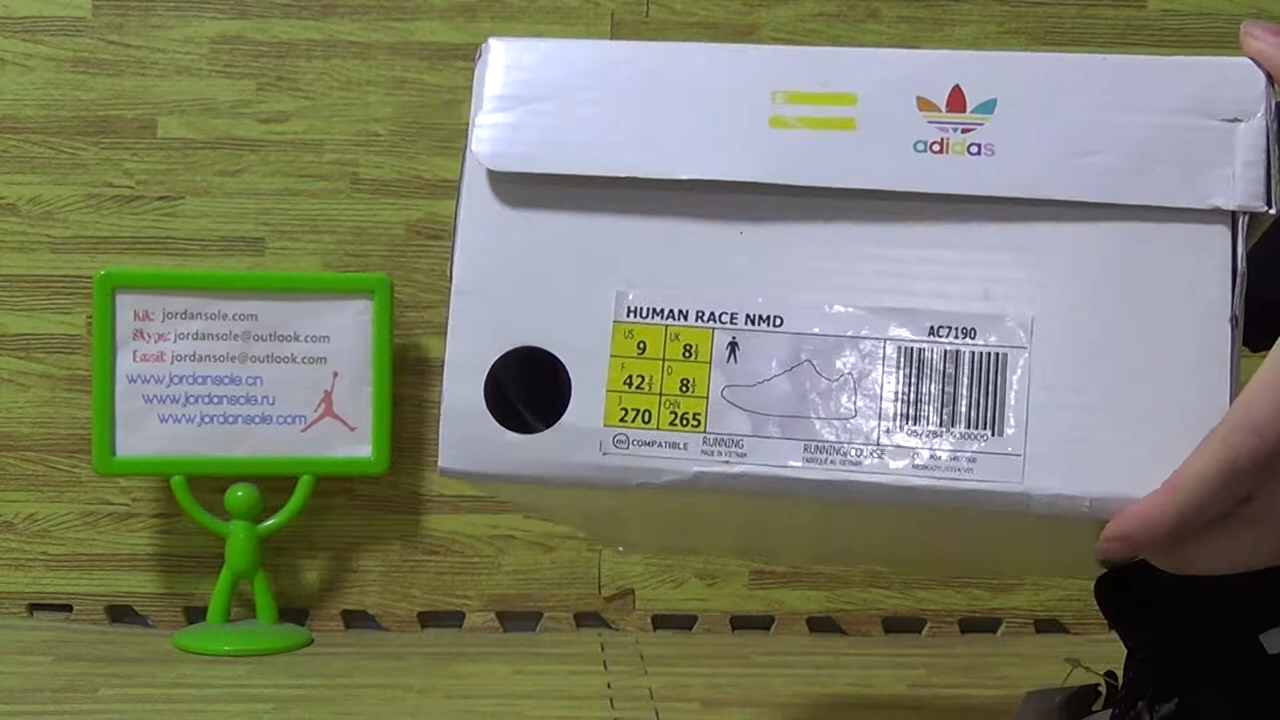 adidas
HUMAN RACE NMD
AC7190
US 9 UK 8½
F 42⅔ D 8½
J 270 CHN 265
mi COMPATIBLE
RUNNING
MADE IN VIETNAM
RUNNING/COURSE
FABRIQUÉ AU VIETNAM
Kik: jordansole.com
Skype: jordansole@outlook.com
Email: jordansole@outlook.com
www.jordansole.cn
www.jordansole.ru
www.jordansole.com